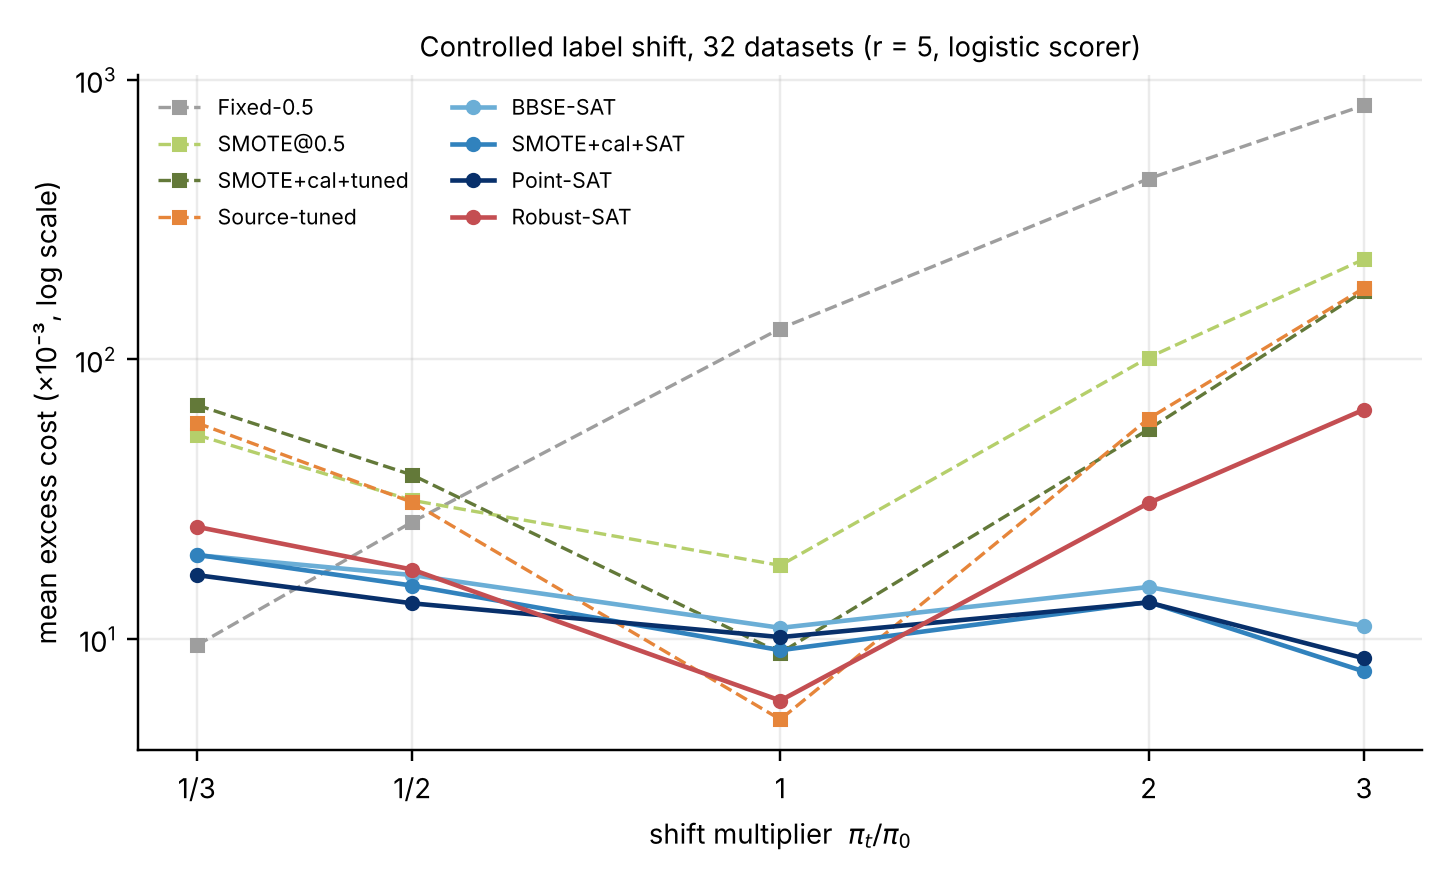 Controlled label shift, 32 datasets (r = 5, logistic scorer)
mean excess cost (×10⁻³, log scale)
10³
10²
10¹
Fixed-0.5
SMOTE@0.5
SMOTE+cal+tuned
Source-tuned
BBSE-SAT
SMOTE+cal+SAT
Point-SAT
Robust-SAT
1/3
1/2
1
2
3
shift multiplier πₜ/π₀